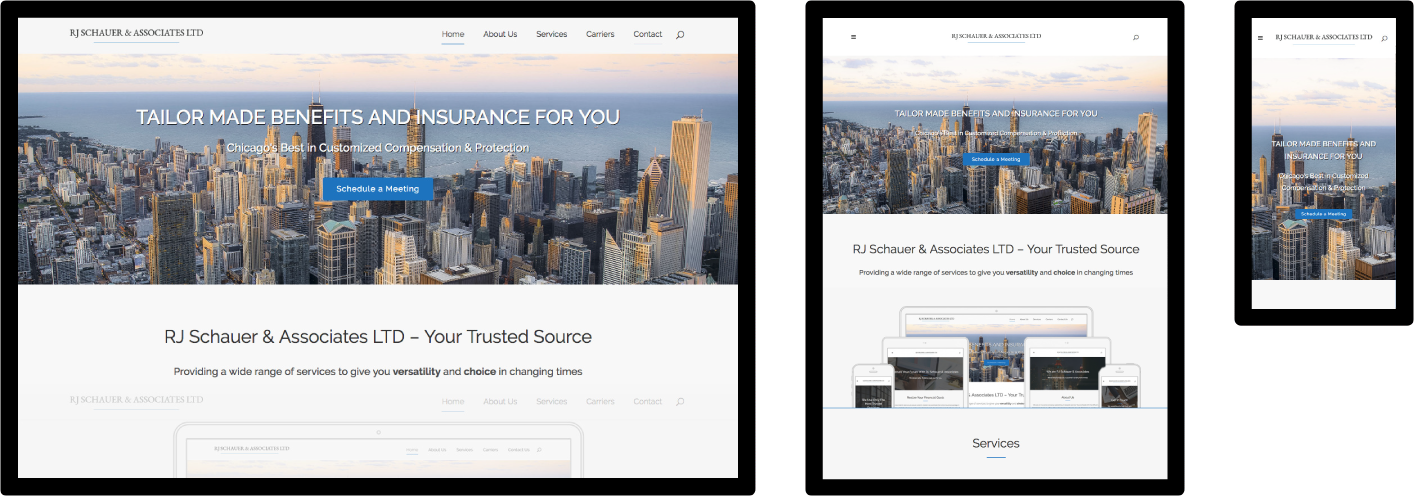 RJ SCHAUER & ASSOCIATES LTD
Home About Us Services Carriers Contact
TAILOR MADE BENEFITS AND INSURANCE FOR YOU
Chicago's Best in Customized Compensation & Protection
Schedule a Meeting
RJ Schauer & Associates LTD – Your Trusted Source
Providing a wide range of services to give you versatility and choice in changing times
RJ SCHAUER & ASSOCIATES LTD
Home About Us Services Carriers Contact
RJ SCHAUER & ASSOCIATES LTD
Home About Us Services Carriers Contact Us
RJ SCHAUER & ASSOCIATES LTD
TAILOR MADE BENEFITS AND INSURANCE FOR YOU
Chicago's Best in Customized Compensation & Protection
Schedule a Meeting
RJ Schauer & Associates LTD – Your Trusted Source
Providing a wide range of services to give you versatility and choice in changing times
Services
RJ SCHAUER & ASSOCIATES LTD
TAILOR MADE BENEFITS AND
INSURANCE FOR YOU
Chicago's Best in Customized
Compensation & Protection
Schedule a Meeting